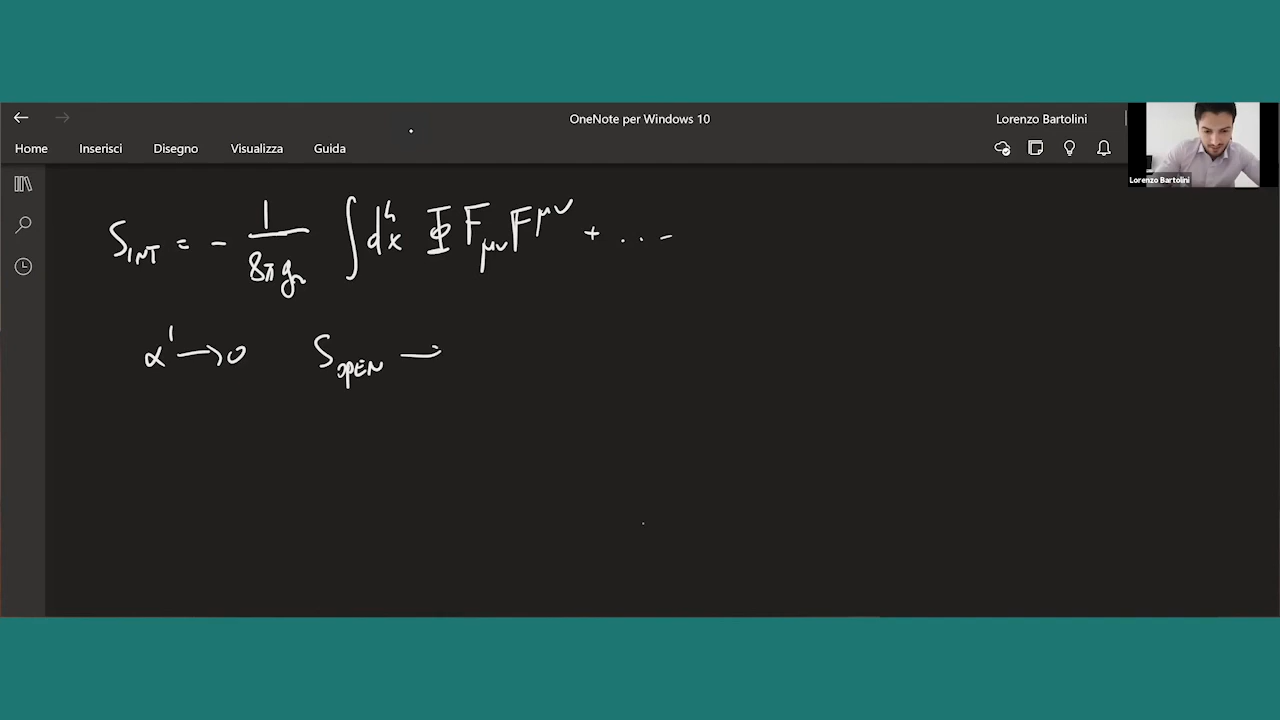 OneNote per Windows 10
Lorenzo Bartolini
Home Inserisci Disegno Visualizza Guida
Lorenzo Bartolini
S_INT = - 1/(8π g_s) ∫ d⁴x Φ F_μν F^μν + ...
α' → 0 S_OPEN →